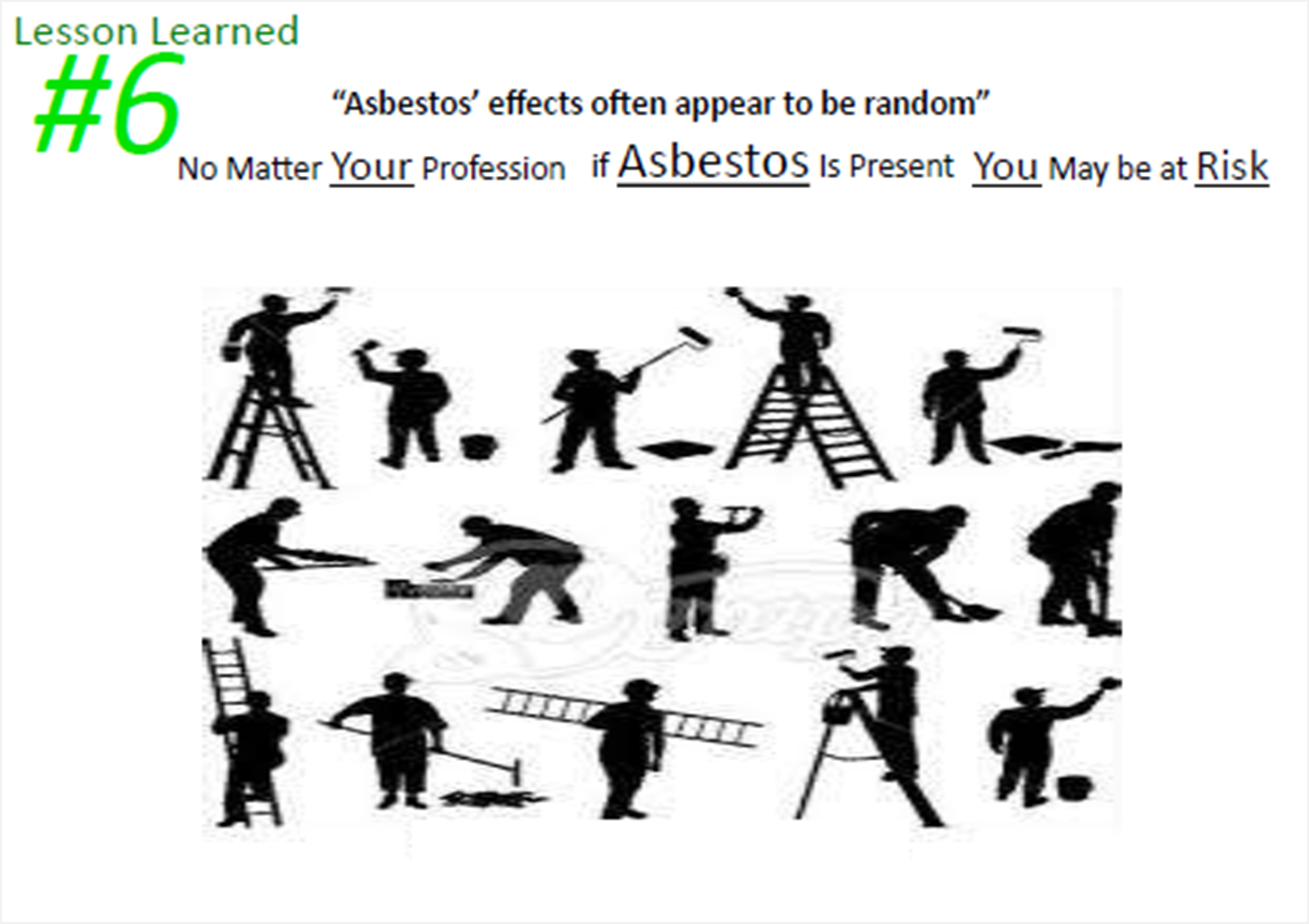 Lesson Learned
#6
“Asbestos’ effects often appear to be random”
No Matter Your Profession if Asbestos Is Present You May be at Risk